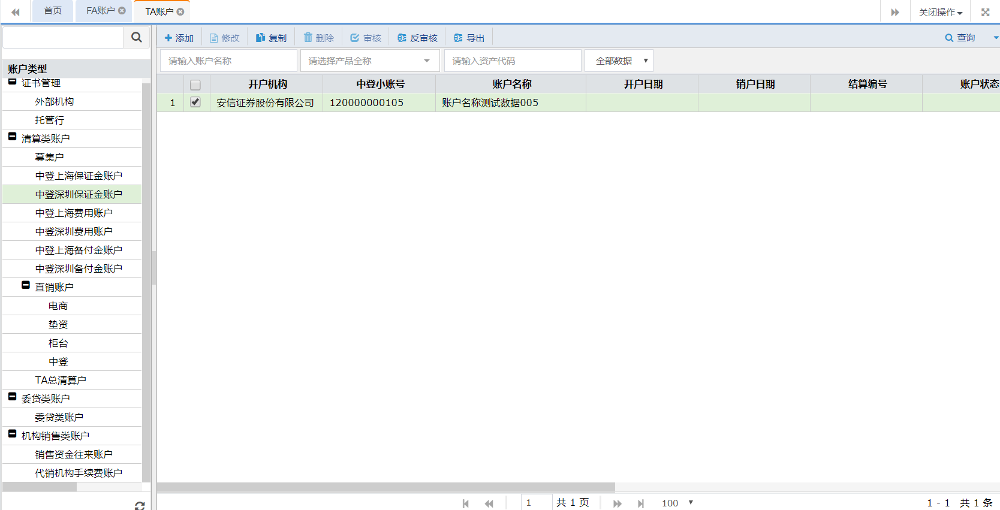 首页 FA账户 TA账户 关闭操作
添加 修改 复制 删除 审核 反审核 导出 查询
请输入账户名称 请选择产品全称 请输入资产代码 全部数据
账户类型
证书管理
外部机构
托管行
清算类账户
募集户
中登上海保证金账户
中登深圳保证金账户
中登上海费用账户
中登深圳费用账户
中登上海备付金账户
中登深圳备付金账户
直销账户
电商
垫资
柜台
中登
TA总清算户
委贷类账户
委贷类账户
机构销售类账户
销售资金往来账户
代销机构手续费账户
开户机构 中登小账号 账户名称 开户日期 销户日期 结算编号 账户状态
1 安信证券股份有限公司 120000000105 账户名称测试数据005
1 共 1 页 100 1 - 1 共 1 条